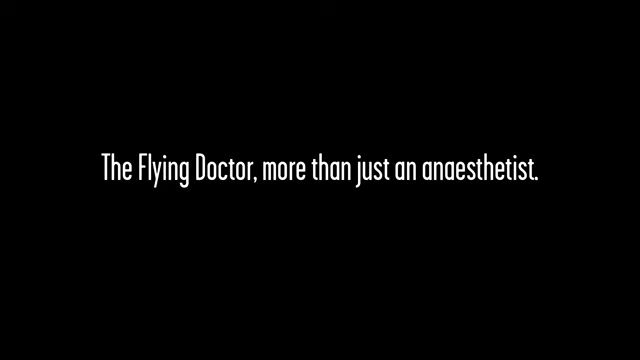 The Flying Doctor, more than just an anaesthetist.